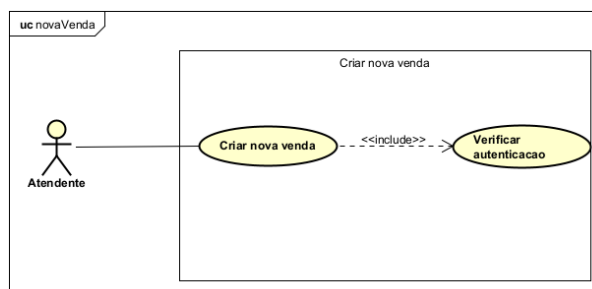 uc novaVenda
Criar nova venda
Atendente
Criar nova venda
<<include>>
Verificar
autenticacao